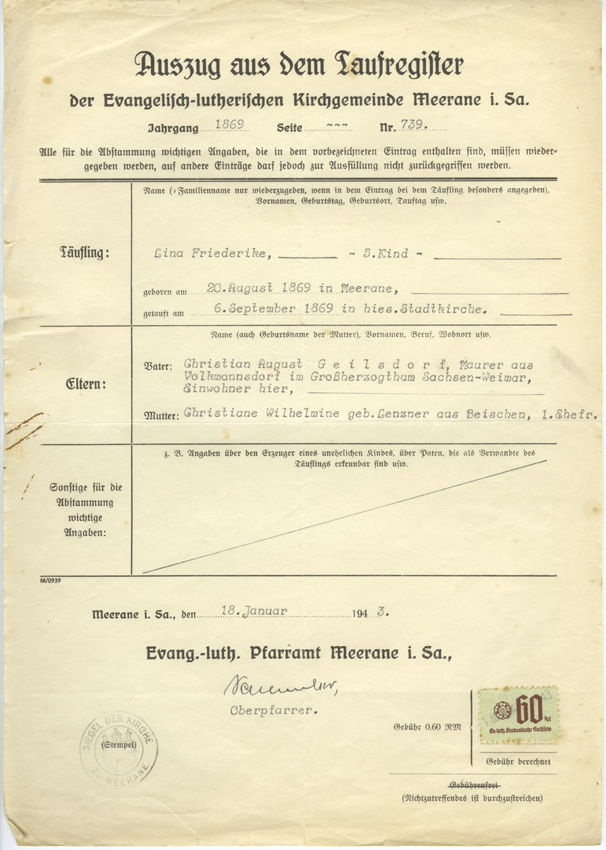 Auszug aus dem Taufregister
der Evangelisch-lutherischen Kirchgemeinde Meerane i. Sa.
Jahrgang 1869 Seite --- Nr. 739.
Alle für die Abstammung wichtigen Angaben, die in dem vorbezeichneten Eintrag enthalten sind, müssen wieder-
gegeben werden, auf andere Einträge darf jedoch zur Ausfüllung nicht zurückgegriffen werden.
Name (=Familienname nur wiederzugeben, wenn in dem Eintrag bei dem Täufling besonders angegeben),
Vornamen, Geburtstag, Geburtsort, Tauftag usw.
Täufling:
Lina Friederike, - 5.Kind -
geboren am 20.August 1869 in Meerane,
getauft am 6.September 1869 in hies.Stadtkirche.
Name (auch Geburtsname der Mutter), Vornamen, Beruf, Wohnort usw.
Eltern:
Vater: Christian August Geilsdorf, Maurer aus
Volkmannsdorf im Großherzogthum Sachsen-Weimar,
Einwohner hier,
Mutter: Christiane Wilhelmine geb.Lenzner aus Beischen, 1.Ehefr.
z. B. Angaben über den Erzeuger eines unehelichen Kindes, über Paten, die als Verwandte des
Täuflings erkennbar sind usw.
Sonstige für die
Abstammung
wichtige
Angaben:
M/0939
Meerane i. Sa., den 18.Januar 1943.
Evang.-luth. Pfarramt Meerane i. Sa.,
Oberpfarrer.
SIEGEL DER KIRCHE
(Stempel)
ZU MEERANE
60
Gebühr 0.60 RM
Gebühr berechnet
Gebührenfrei
(Nichtzutreffendes ist durchzustreichen)